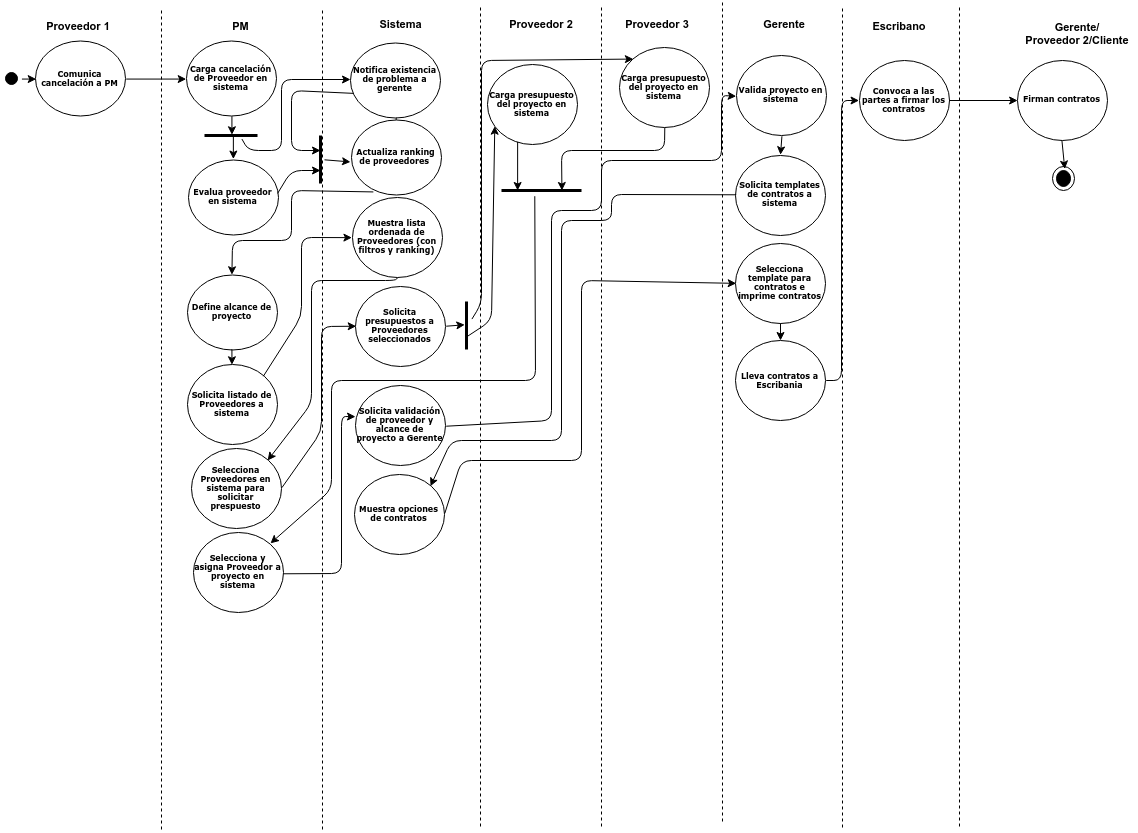 Proveedor 1
PM
Sistema
Proveedor 2
Proveedor 3
Gerente
Escribano
Gerente/
Proveedor 2/Cliente
Comunica
cancelación a PM
Carga cancelación
de Proveedor en
sistema
Evalua proveedor
en sistema
Define alcance de
proyecto
Solicita listado de
Proveedores a
sistema
Selecciona
Proveedores en
sistema para
solicitar
prespuesto
Selecciona y
asigna Proveedor a
proyecto en
sistema
Notifica existencia
de problema a
gerente
Actualiza ranking
de proveedores
Muestra lista
ordenada de
Proveedores (con
filtros y ranking)
Solicita
presupuestos a
Proveedores
seleccionados
Solicita validación
de proveedor y
alcance de
proyecto a Gerente
Muestra opciones
de contratos
Carga presupuesto
del proyecto en
sistema
Carga presupuesto
del proyecto en
sistema
Valida proyecto en
sistema
Solicita templates
de contratos a
sistema
Selecciona
template para
contratos e
imprime contratos
Lleva contratos a
Escribania
Convoca a las
partes a firmar los
contratos
Firman contratos